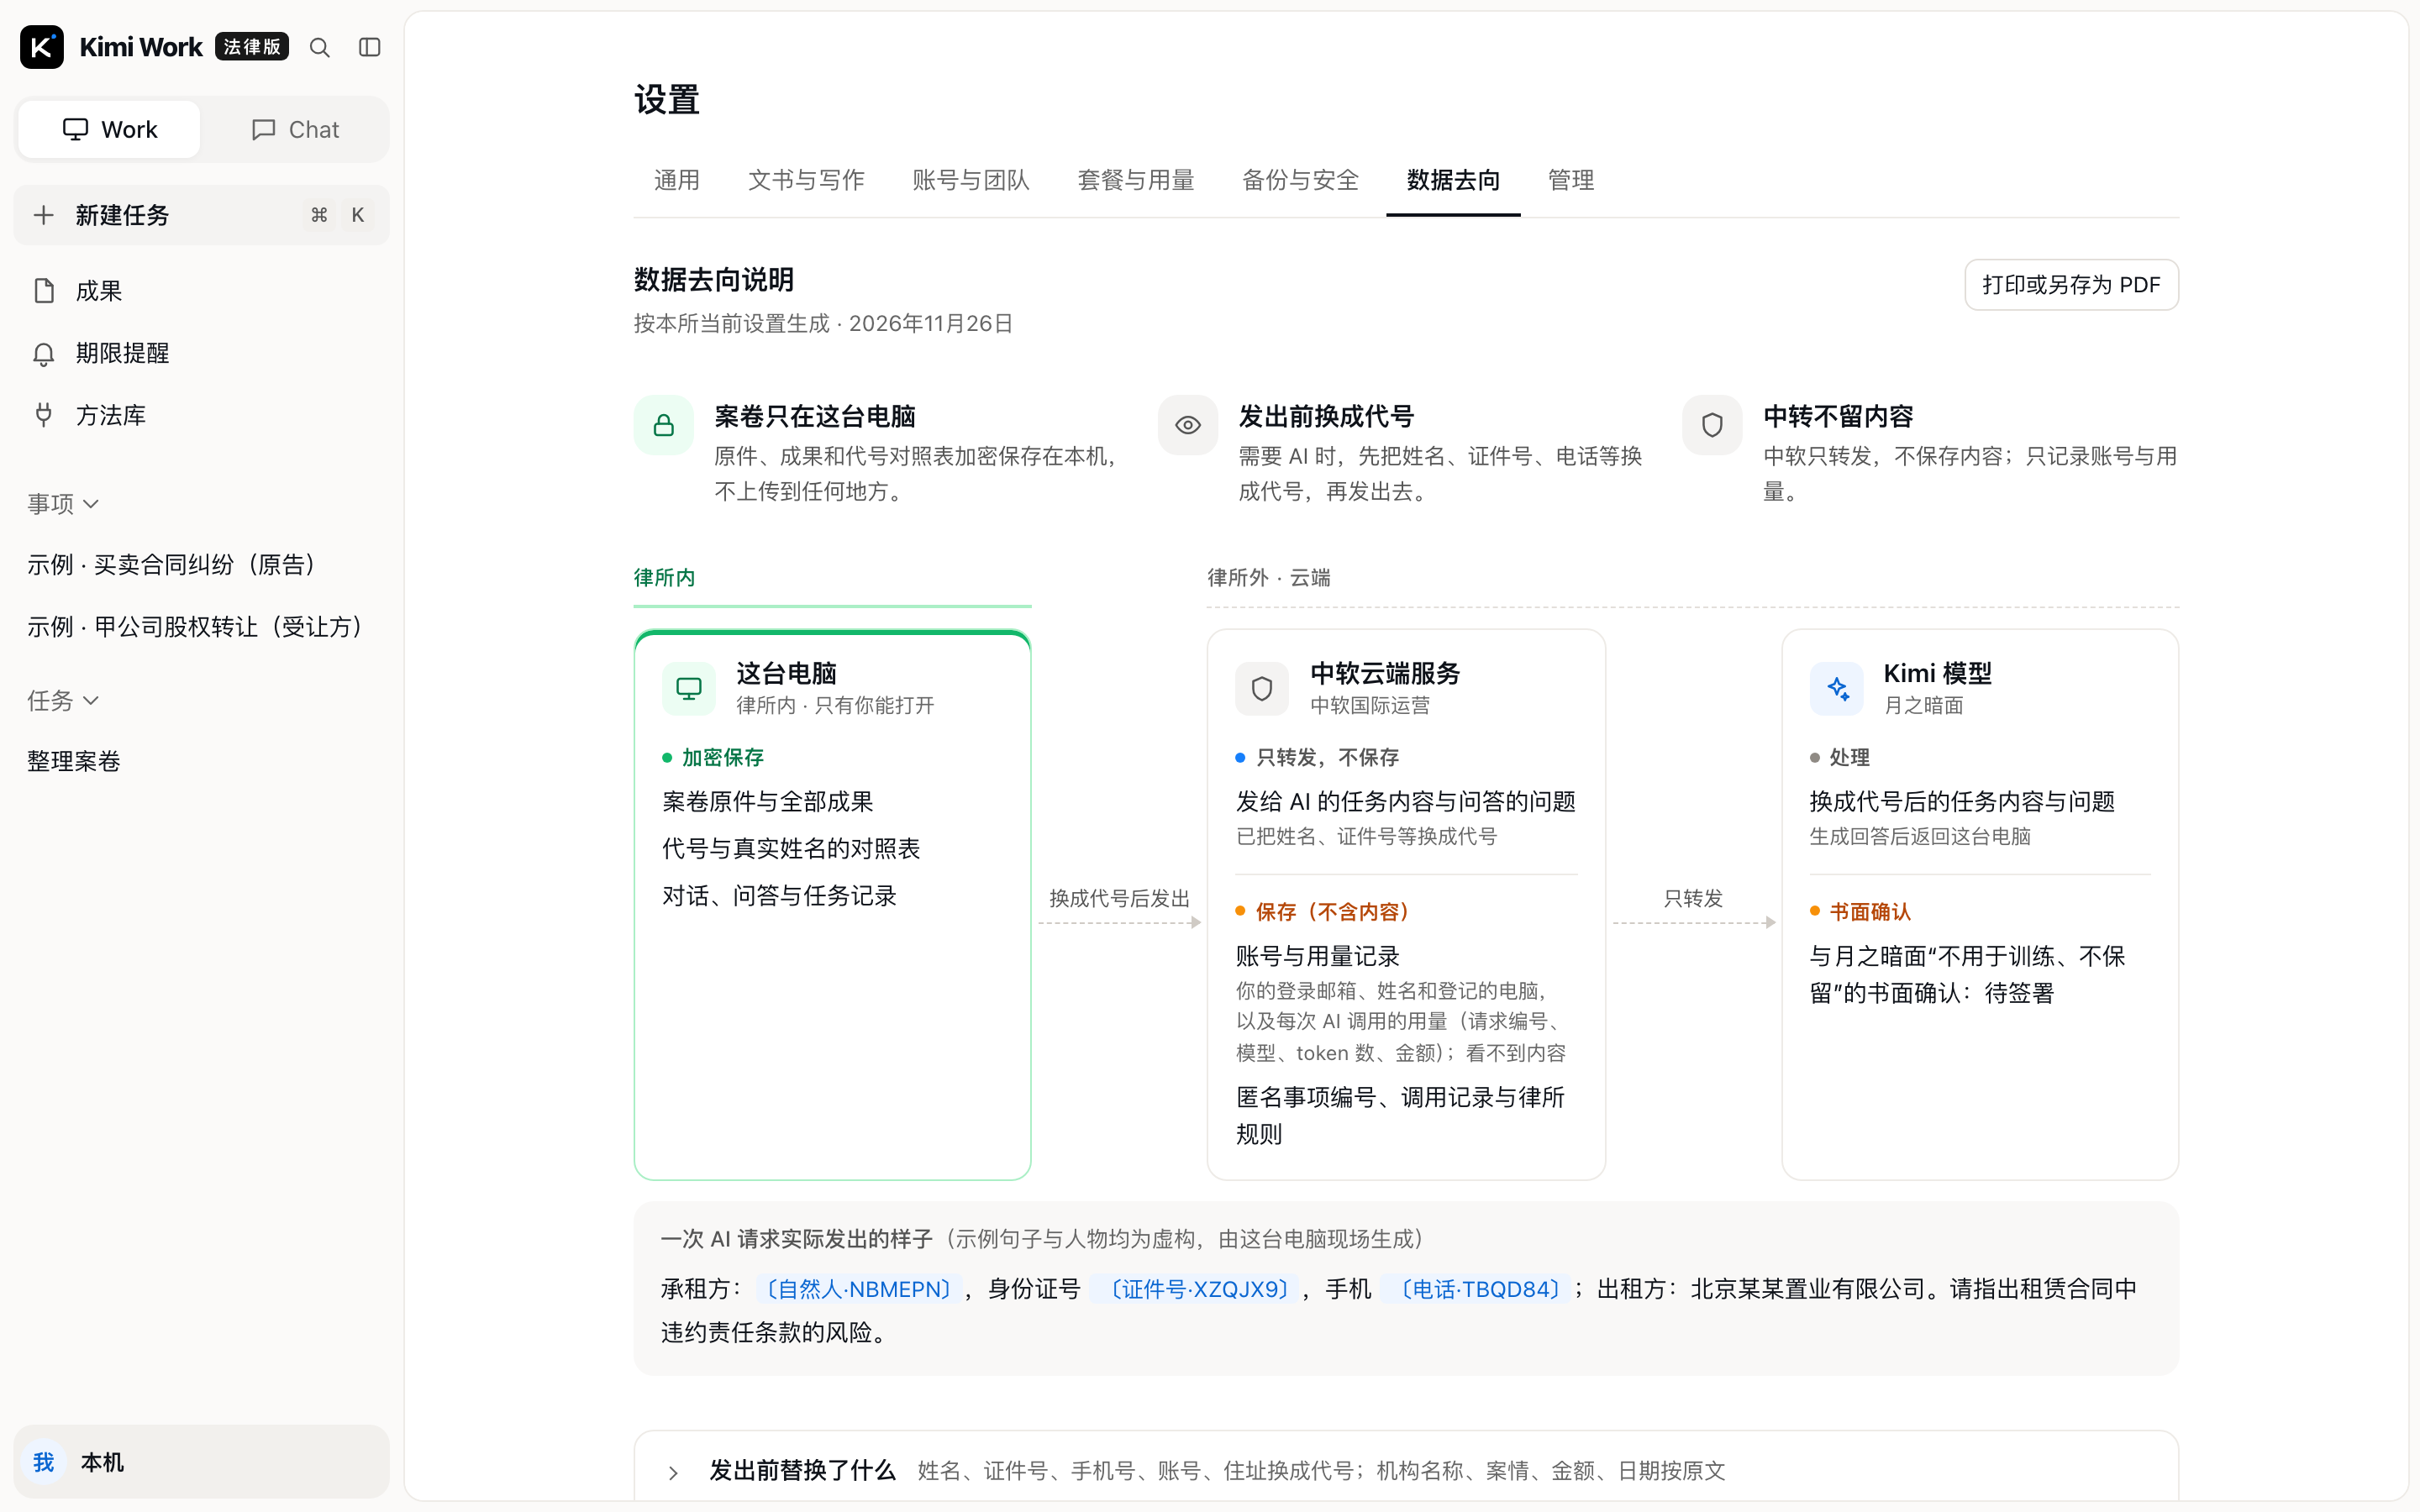 Kimi Work 法律版
Work
Chat
新建任务 ⌘ K
成果
期限提醒
方法库
事项
示例 · 买卖合同纠纷（原告）
示例 · 甲公司股权转让（受让方）
任务
整理案卷
我 本机
设置
通用 文书与写作 账号与团队 套餐与用量 备份与安全 数据去向 管理
数据去向说明
按本所当前设置生成 · 2026年11月26日
打印或另存为 PDF
案卷只在这台电脑
原件、成果和代号对照表加密保存在本机，
不上传到任何地方。
发出前换成代号
需要 AI 时，先把姓名、证件号、电话等换
成代号，再发出去。
中转不留内容
中软只转发，不保存内容；只记录账号与用
量。
律所内
律所外 · 云端
这台电脑
律所内 · 只有你能打开
加密保存
案卷原件与全部成果
代号与真实姓名的对照表
对话、问答与任务记录
换成代号后发出
中软云端服务
中软国际运营
只转发，不保存
发给 AI 的任务内容与问答的问题
已把姓名、证件号等换成代号
保存（不含内容）
账号与用量记录
你的登录邮箱、姓名和登记的电脑，
以及每次 AI 调用的用量（请求编号、
模型、token 数、金额）；看不到内容
匿名事项编号、调用记录与律所
规则
只转发
Kimi 模型
月之暗面
处理
换成代号后的任务内容与问题
生成回答后返回这台电脑
书面确认
与月之暗面“不用于训练、不保
留”的书面确认：待签署
一次 AI 请求实际发出的样子（示例句子与人物均为虚构，由这台电脑现场生成）
承租方：〔自然人·NBMEPN〕，身份证号〔证件号·XZQJX9〕，手机〔电话·TBQD84〕；出租方：北京某某置业有限公司。请指出租赁合同中
违约责任条款的风险。
发出前替换了什么 姓名、证件号、手机号、账号、住址换成代号；机构名称、案情、金额、日期按原文